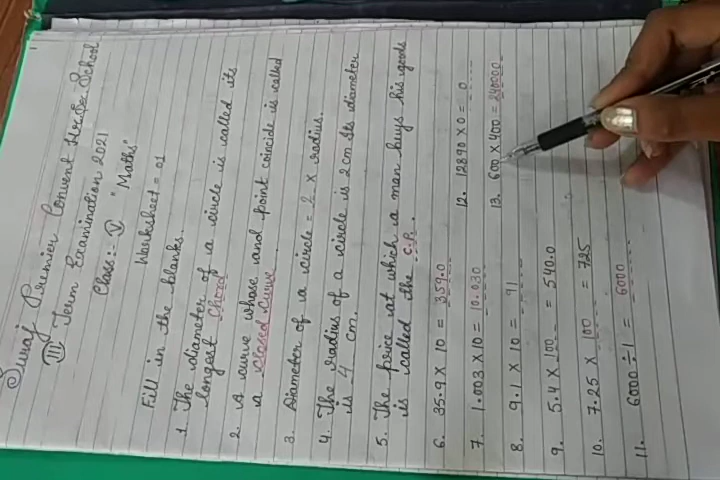 Suraj Premier Convent Hr. Sec. School
III Term Examination 2021
Class :- V "Maths"
Worksheet = 01
Fill in the blanks.
1. The diameter of a circle is called its
longest chord
2. A curve whose and point coincide is called
a closed curve.
3. Diameter of a circle = 2 × radius.
4. The radius of a circle is 2 cm Its diameter
is 4 cm.
5. The price at which a man buys his goods
is called the C.P.
6. 35.9 × 10 = 359.0
7. 1.003 × 10 = 10.030
8. 9.1 × 10 = 91
9. 5.4 × 100 = 540.0
10. 7.25 × 100 = 725
11. 6000 ÷ 1 = 6000
12. 12890 × 0 = 0
13. 600 × 400 = 240000